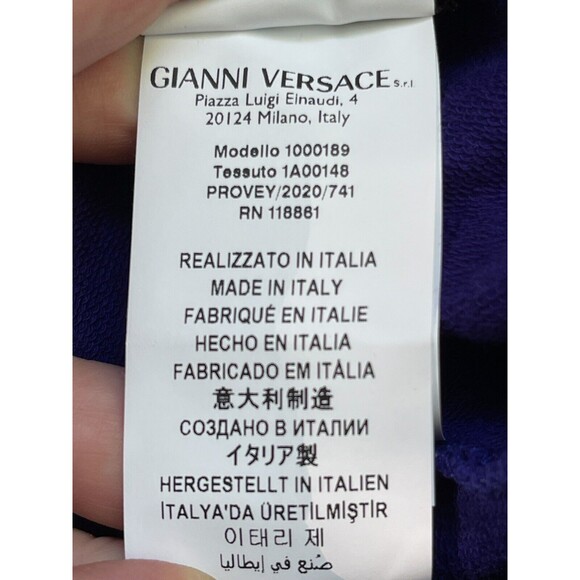 GIANNI VERSACE S.r.l.
Piazza Luigi Einaudi, 4
20124 Milano, Italy
Modello 1000189
Tessuto 1A00148
PROVEY/2020/741
RN 118861
REALIZZATO IN ITALIA
MADE IN ITALY
FABRIQUÉ EN ITALIE
HECHO EN ITALIA
FABRICADO EM ITÁLIA
意大利制造
СОЗДАНО В ИТАЛИИ
イタリア製
HERGESTELLT IN ITALIEN
İTALYA'DA ÜRETİLMİŞTİR
이태리 제
صُنع في إيطاليا